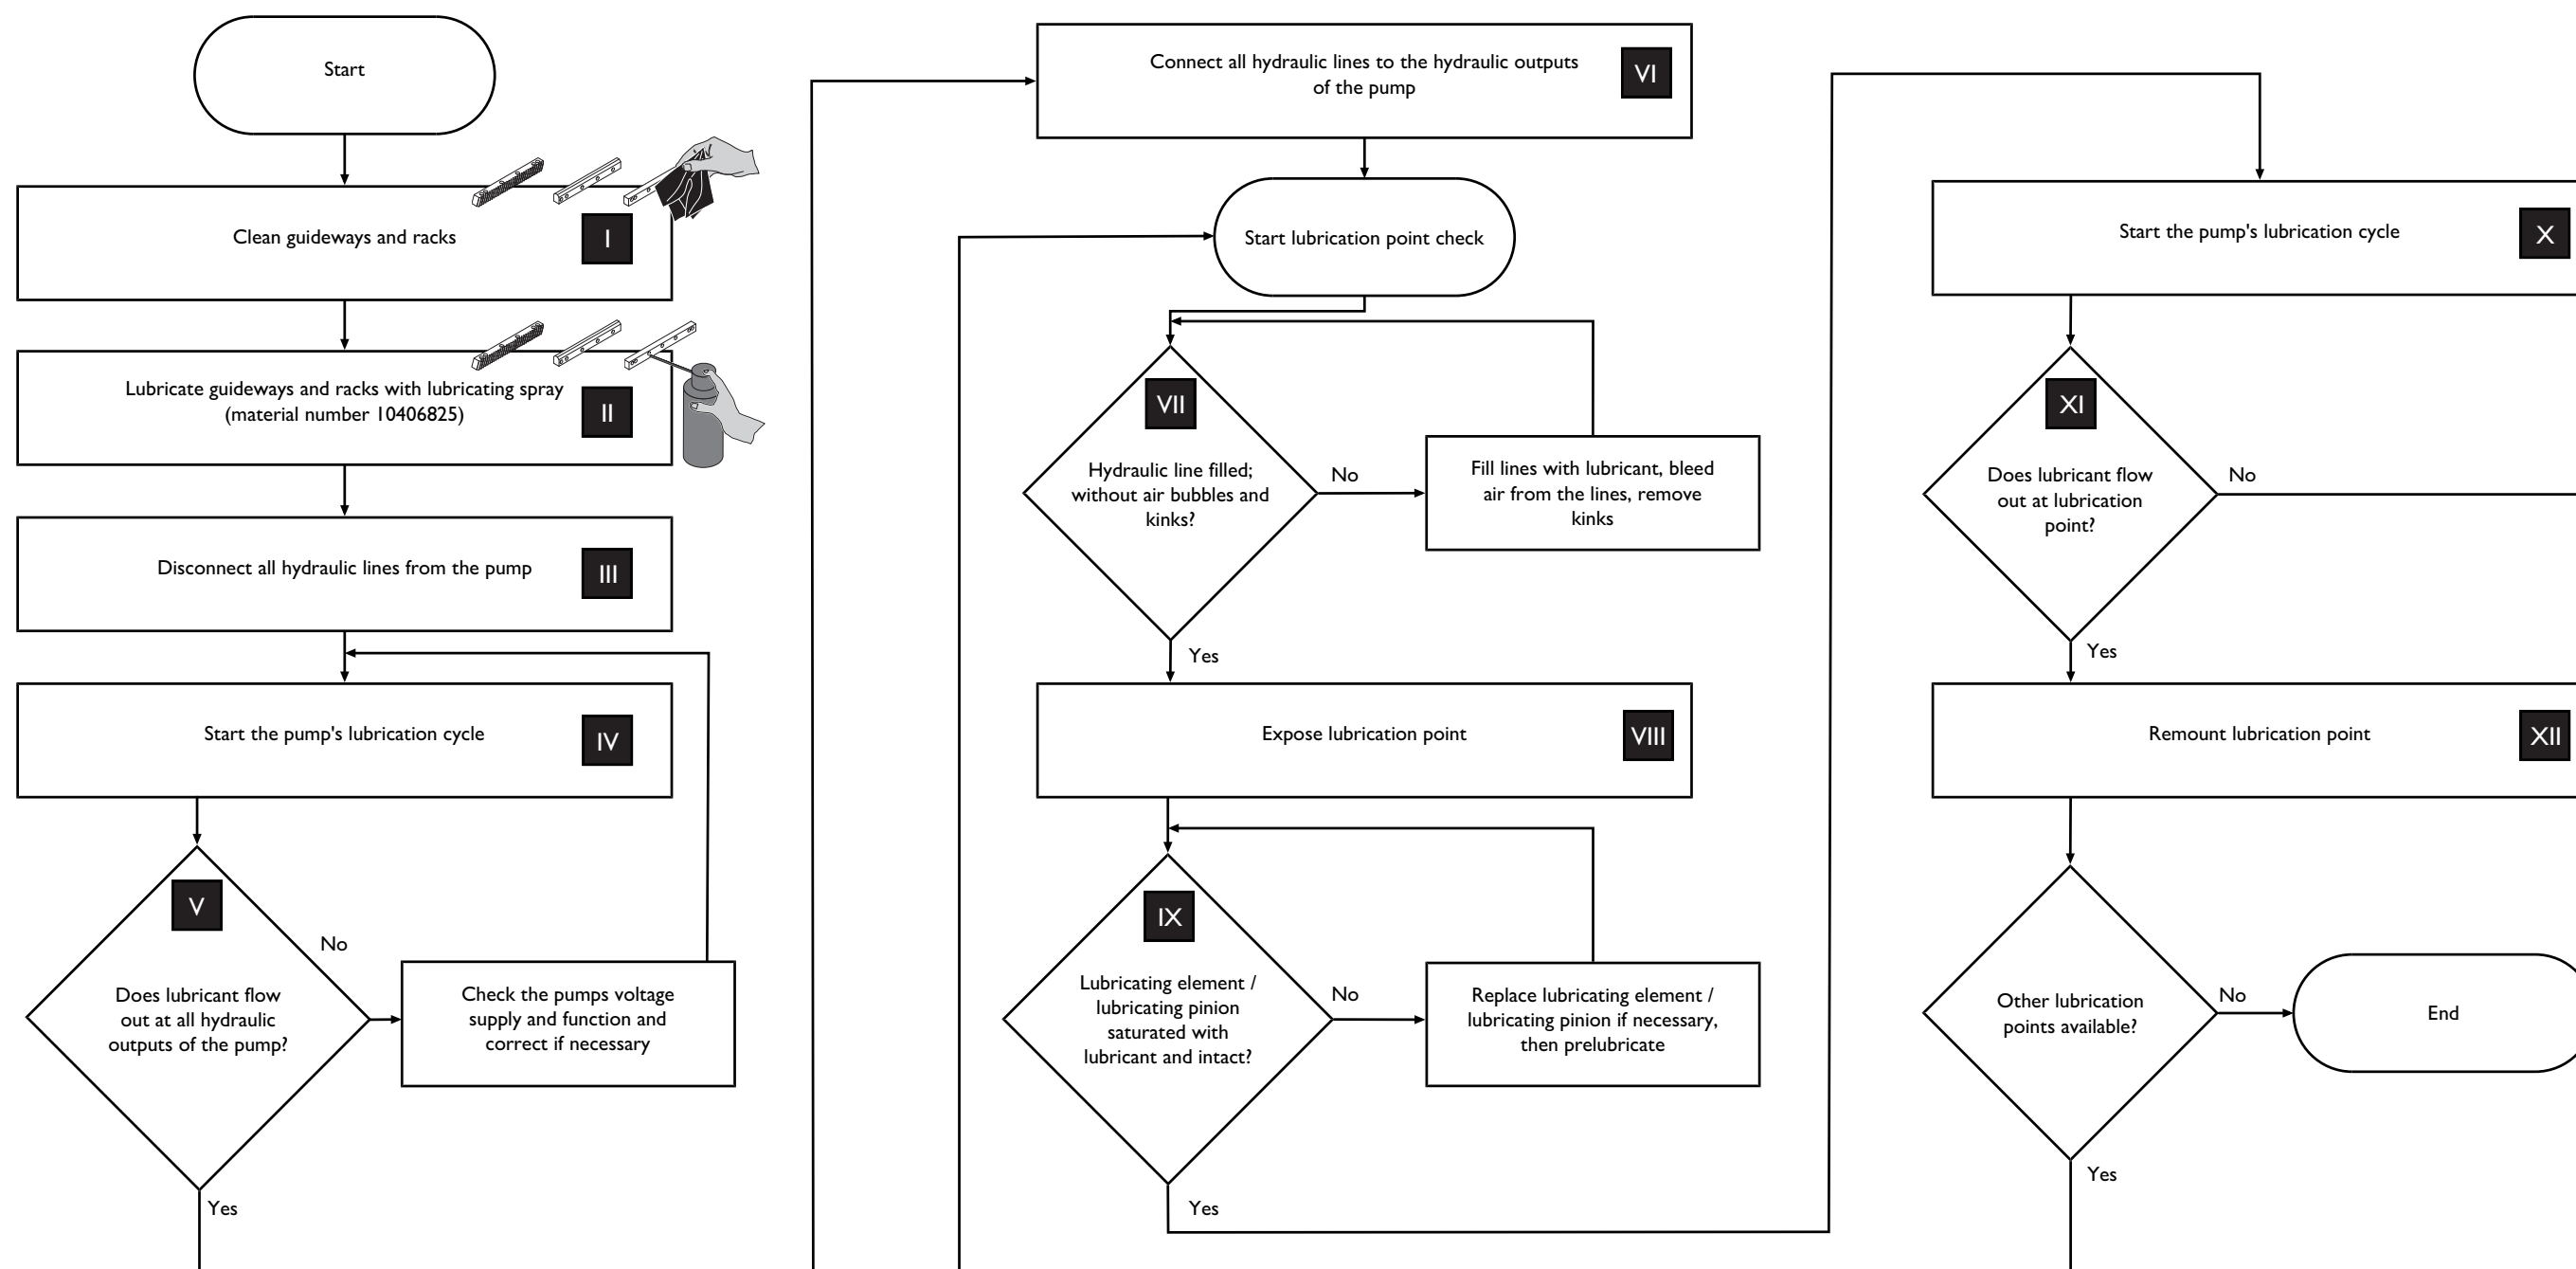 Start
Clean guideways and racks
I
Lubricate guideways and racks with lubricating spray
(material number 10406825)
II
Disconnect all hydraulic lines from the pump
III
Start the pump's lubrication cycle
IV
V
Does lubricant flow
out at all hydraulic
outputs of the pump?
No
Check the pumps voltage
supply and function and
correct if necessary
Yes
Connect all hydraulic lines to the hydraulic outputs
of the pump
VI
Start lubrication point check
VII
Hydraulic line filled;
without air bubbles and
kinks?
No
Fill lines with lubricant, bleed
air from the lines, remove
kinks
Yes
Expose lubrication point
VIII
IX
Lubricating element /
lubricating pinion
saturated with
lubricant and intact?
No
Replace lubricating element /
lubricating pinion if necessary,
then prelubricate
Yes
Start the pump's lubrication cycle
X
XI
Does lubricant flow
out at lubrication
point?
No
Yes
Remount lubrication point
XII
Other lubrication
points available?
No
End
Yes